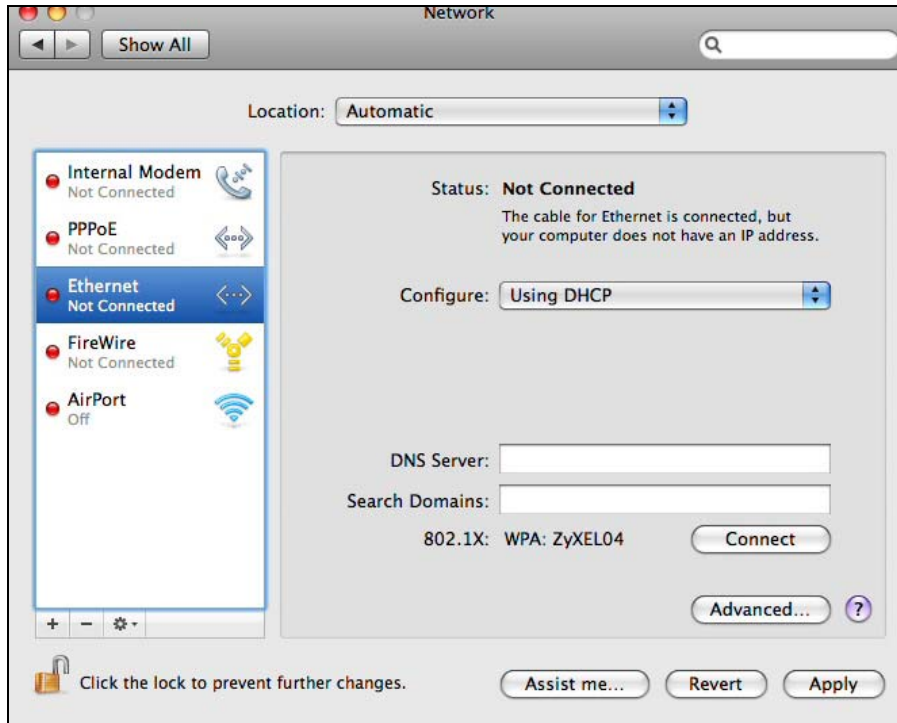 Network
Show All
Location: Automatic
Internal Modem
Not Connected
PPPoE
Not Connected
Ethernet
Not Connected
FireWire
Not Connected
AirPort
Off
Status: Not Connected
The cable for Ethernet is connected, but
your computer does not have an IP address.
Configure: Using DHCP
DNS Server:
Search Domains:
802.1X: WPA: ZyXEL04 Connect
Advanced... ?
Click the lock to prevent further changes.
Assist me... Revert Apply